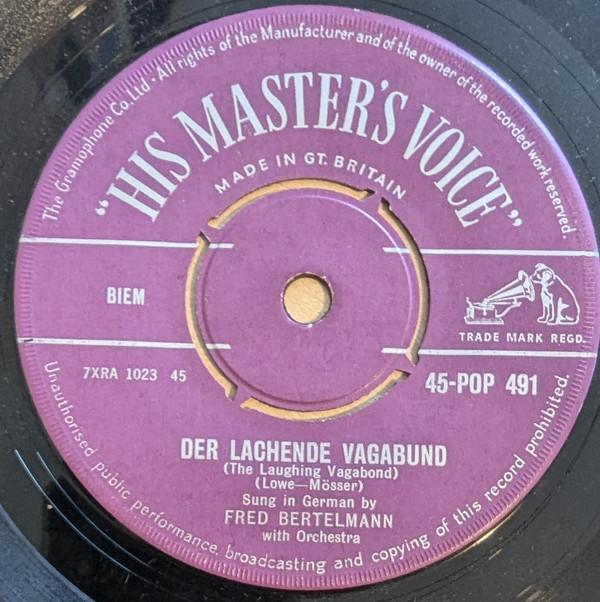 The Gramophone Co. Ltd · All rights of the Manufacturer and of the owner of the recorded work reserved.
"HIS MASTER'S VOICE"
MADE IN GT. BRITAIN
BIEM
TRADE MARK REGD.
7XRA 1023 45
45-POP 491
DER LACHENDE VAGABUND
(The Laughing Vagabond)
(Lowe—Mösser)
Sung in German by
FRED BERTELMANN
with Orchestra
Unauthorised public performance, broadcasting and copying of this record prohibited.